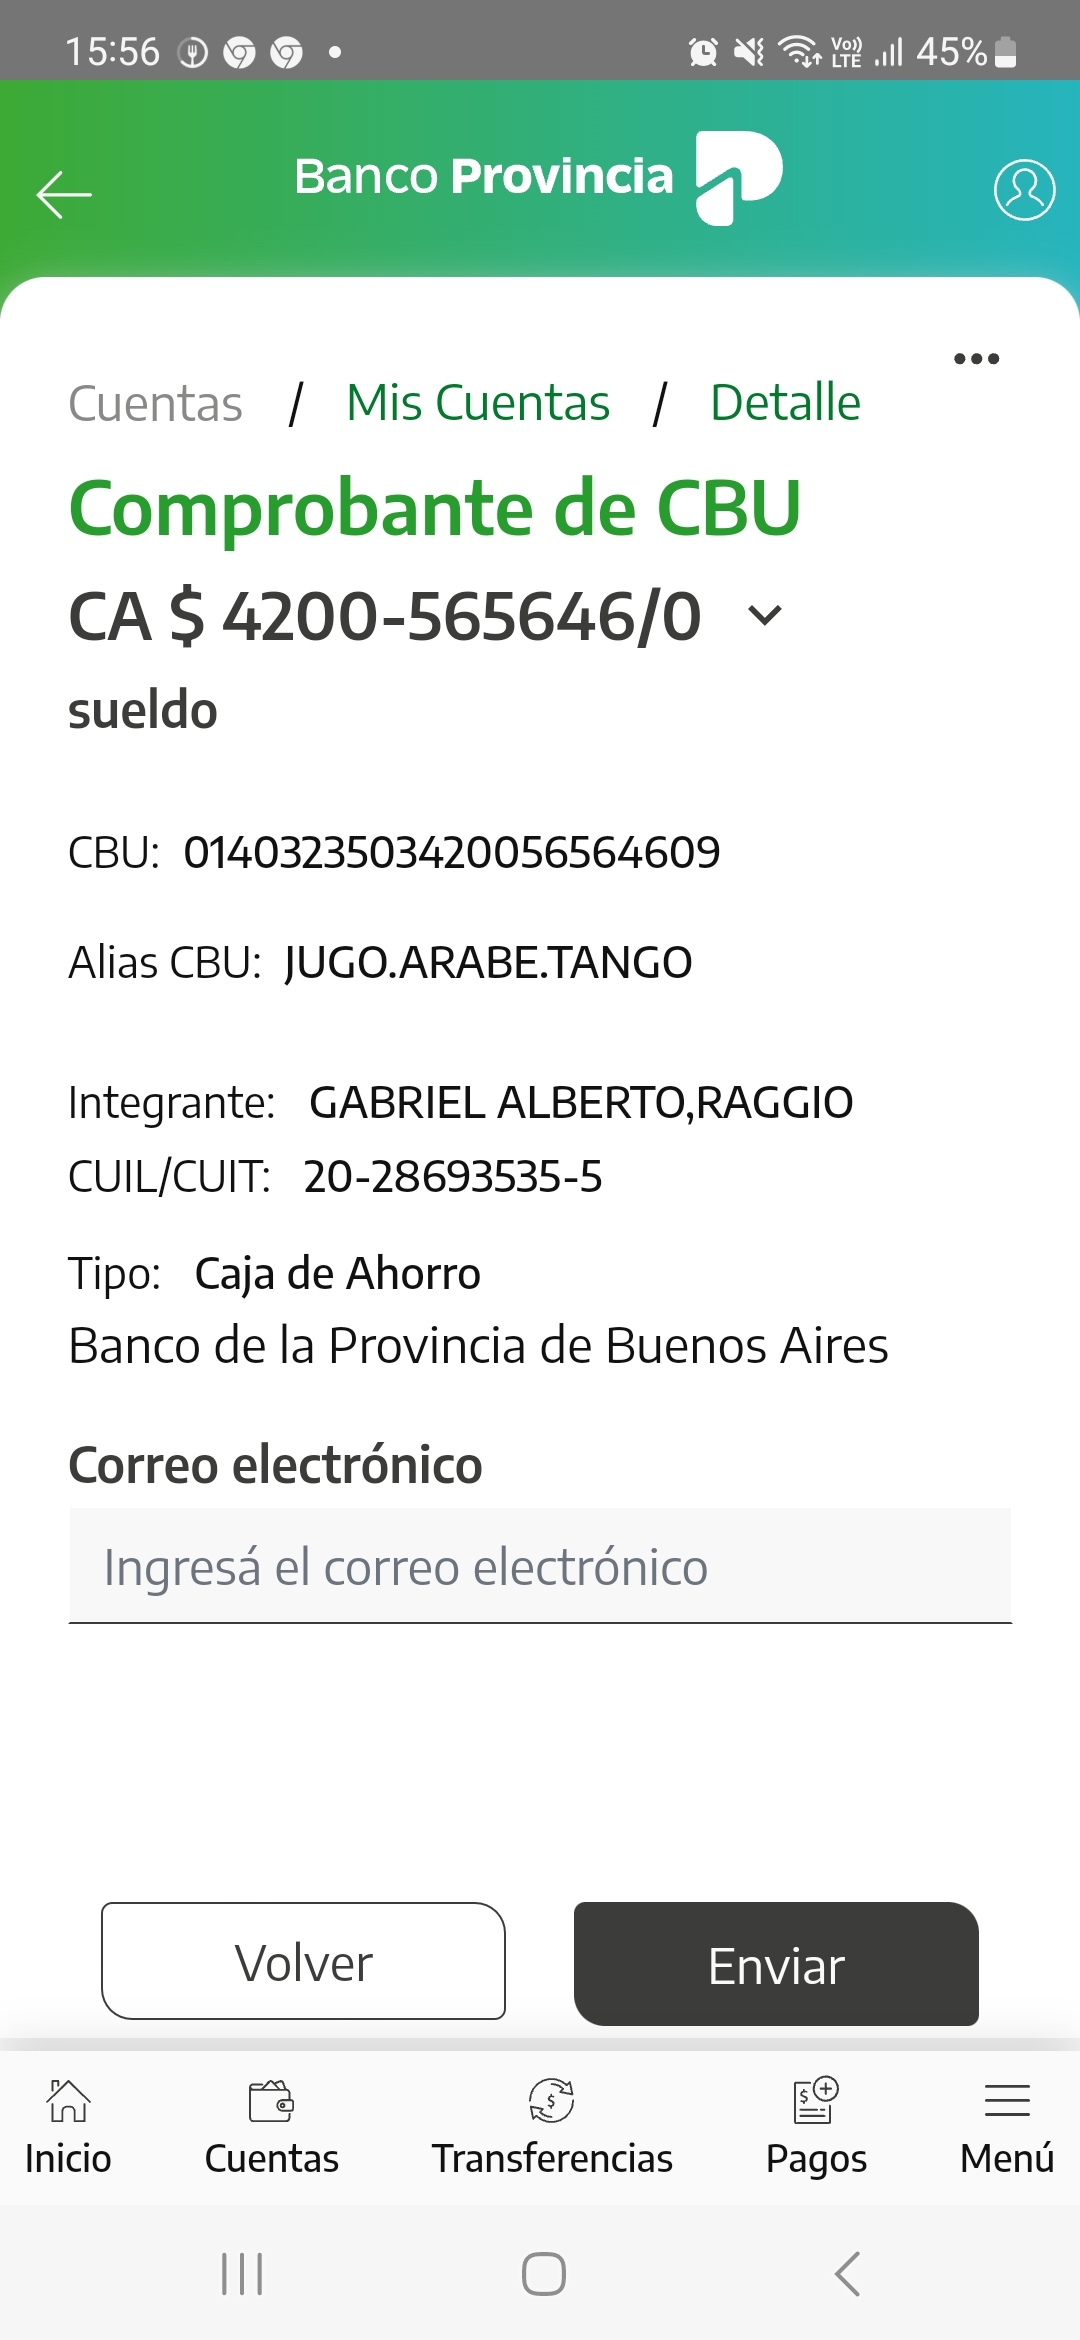 15:56 Vo)) LTE 45%
Banco Provincia
Cuentas / Mis Cuentas / Detalle
Comprobante de CBU
CA $ 4200-565646/0
sueldo
CBU: 0140323503420056564609
Alias CBU: JUGO.ARABE.TANGO
Integrante: GABRIEL ALBERTO,RAGGIO
CUIL/CUIT: 20-28693535-5
Tipo: Caja de Ahorro
Banco de la Provincia de Buenos Aires
Correo electrónico
Ingresá el correo electrónico
Volver Enviar
Inicio Cuentas Transferencias Pagos Menú